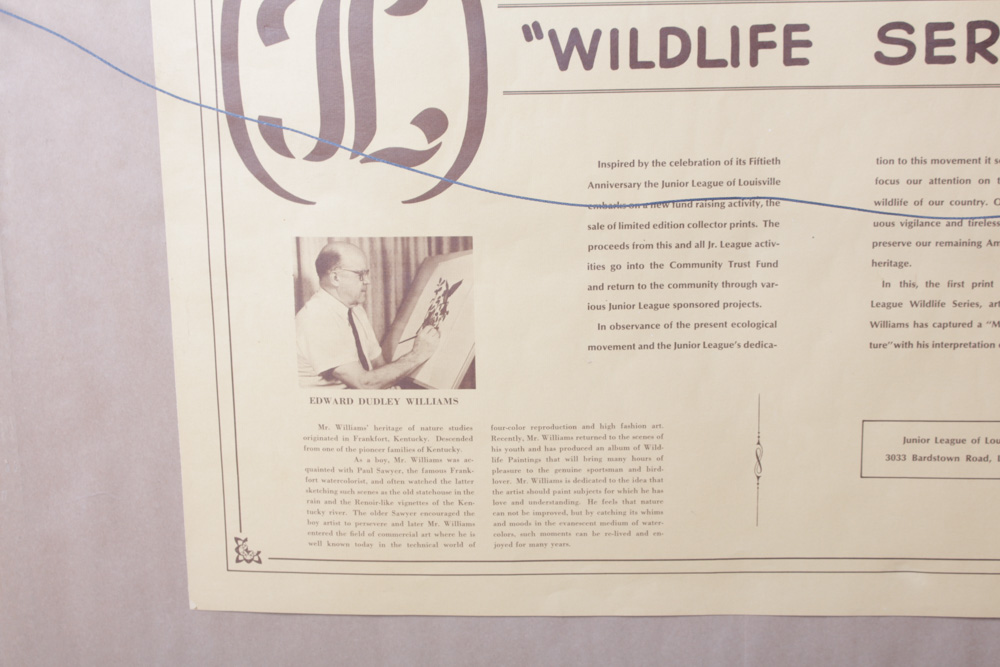 JL
"WILDLIFE SER
Inspired by the celebration of its Fiftieth
Anniversary the Junior League of Louisville
embarks on a new fund raising activity, the
sale of limited edition collector prints. The
proceeds from this and all Jr. League activ-
ities go into the Community Trust Fund
and return to the community through var-
ious Junior League sponsored projects.
In observance of the present ecological
movement and the Junior League's dedica-
tion to this movement it s
focus our attention on t
wildlife of our country. C
uous vigilance and tireless
preserve our remaining Am
heritage.
In this, the first print
League Wildlife Series, art
Williams has captured a "M
ture"with his interpretation
EDWARD DUDLEY WILLIAMS
Mr. Williams' heritage of nature studies
originated in Frankfort, Kentucky. Descended
from one of the pioneer families of Kentucky.
As a boy, Mr. Williams was ac-
quainted with Paul Sawyer, the famous Frank-
fort watercolorist, and often watched the latter
sketching such scenes as the old statehouse in the
rain and the Renoir-like vignettes of the Ken-
tucky river. The older Sawyer encouraged the
boy artist to persevere and later Mr. Williams
entered the field of commercial art where he is
well known today in the technical world of
four-color reproduction and high fashion art.
Recently, Mr. Williams returned to the scenes of
his youth and has produced an album of Wild-
life Paintings that will bring many hours of
pleasure to the genuine sportsman and bird-
lover. Mr. Williams is dedicated to the idea that
the artist should paint subjects for which he has
love and understanding. He feels that nature
can not be improved, but by catching its whims
and moods in the evanescent medium of water-
colors, such moments can be re-lived and en-
joyed for many years.
Junior League of Lou
3033 Bardstown Road, L